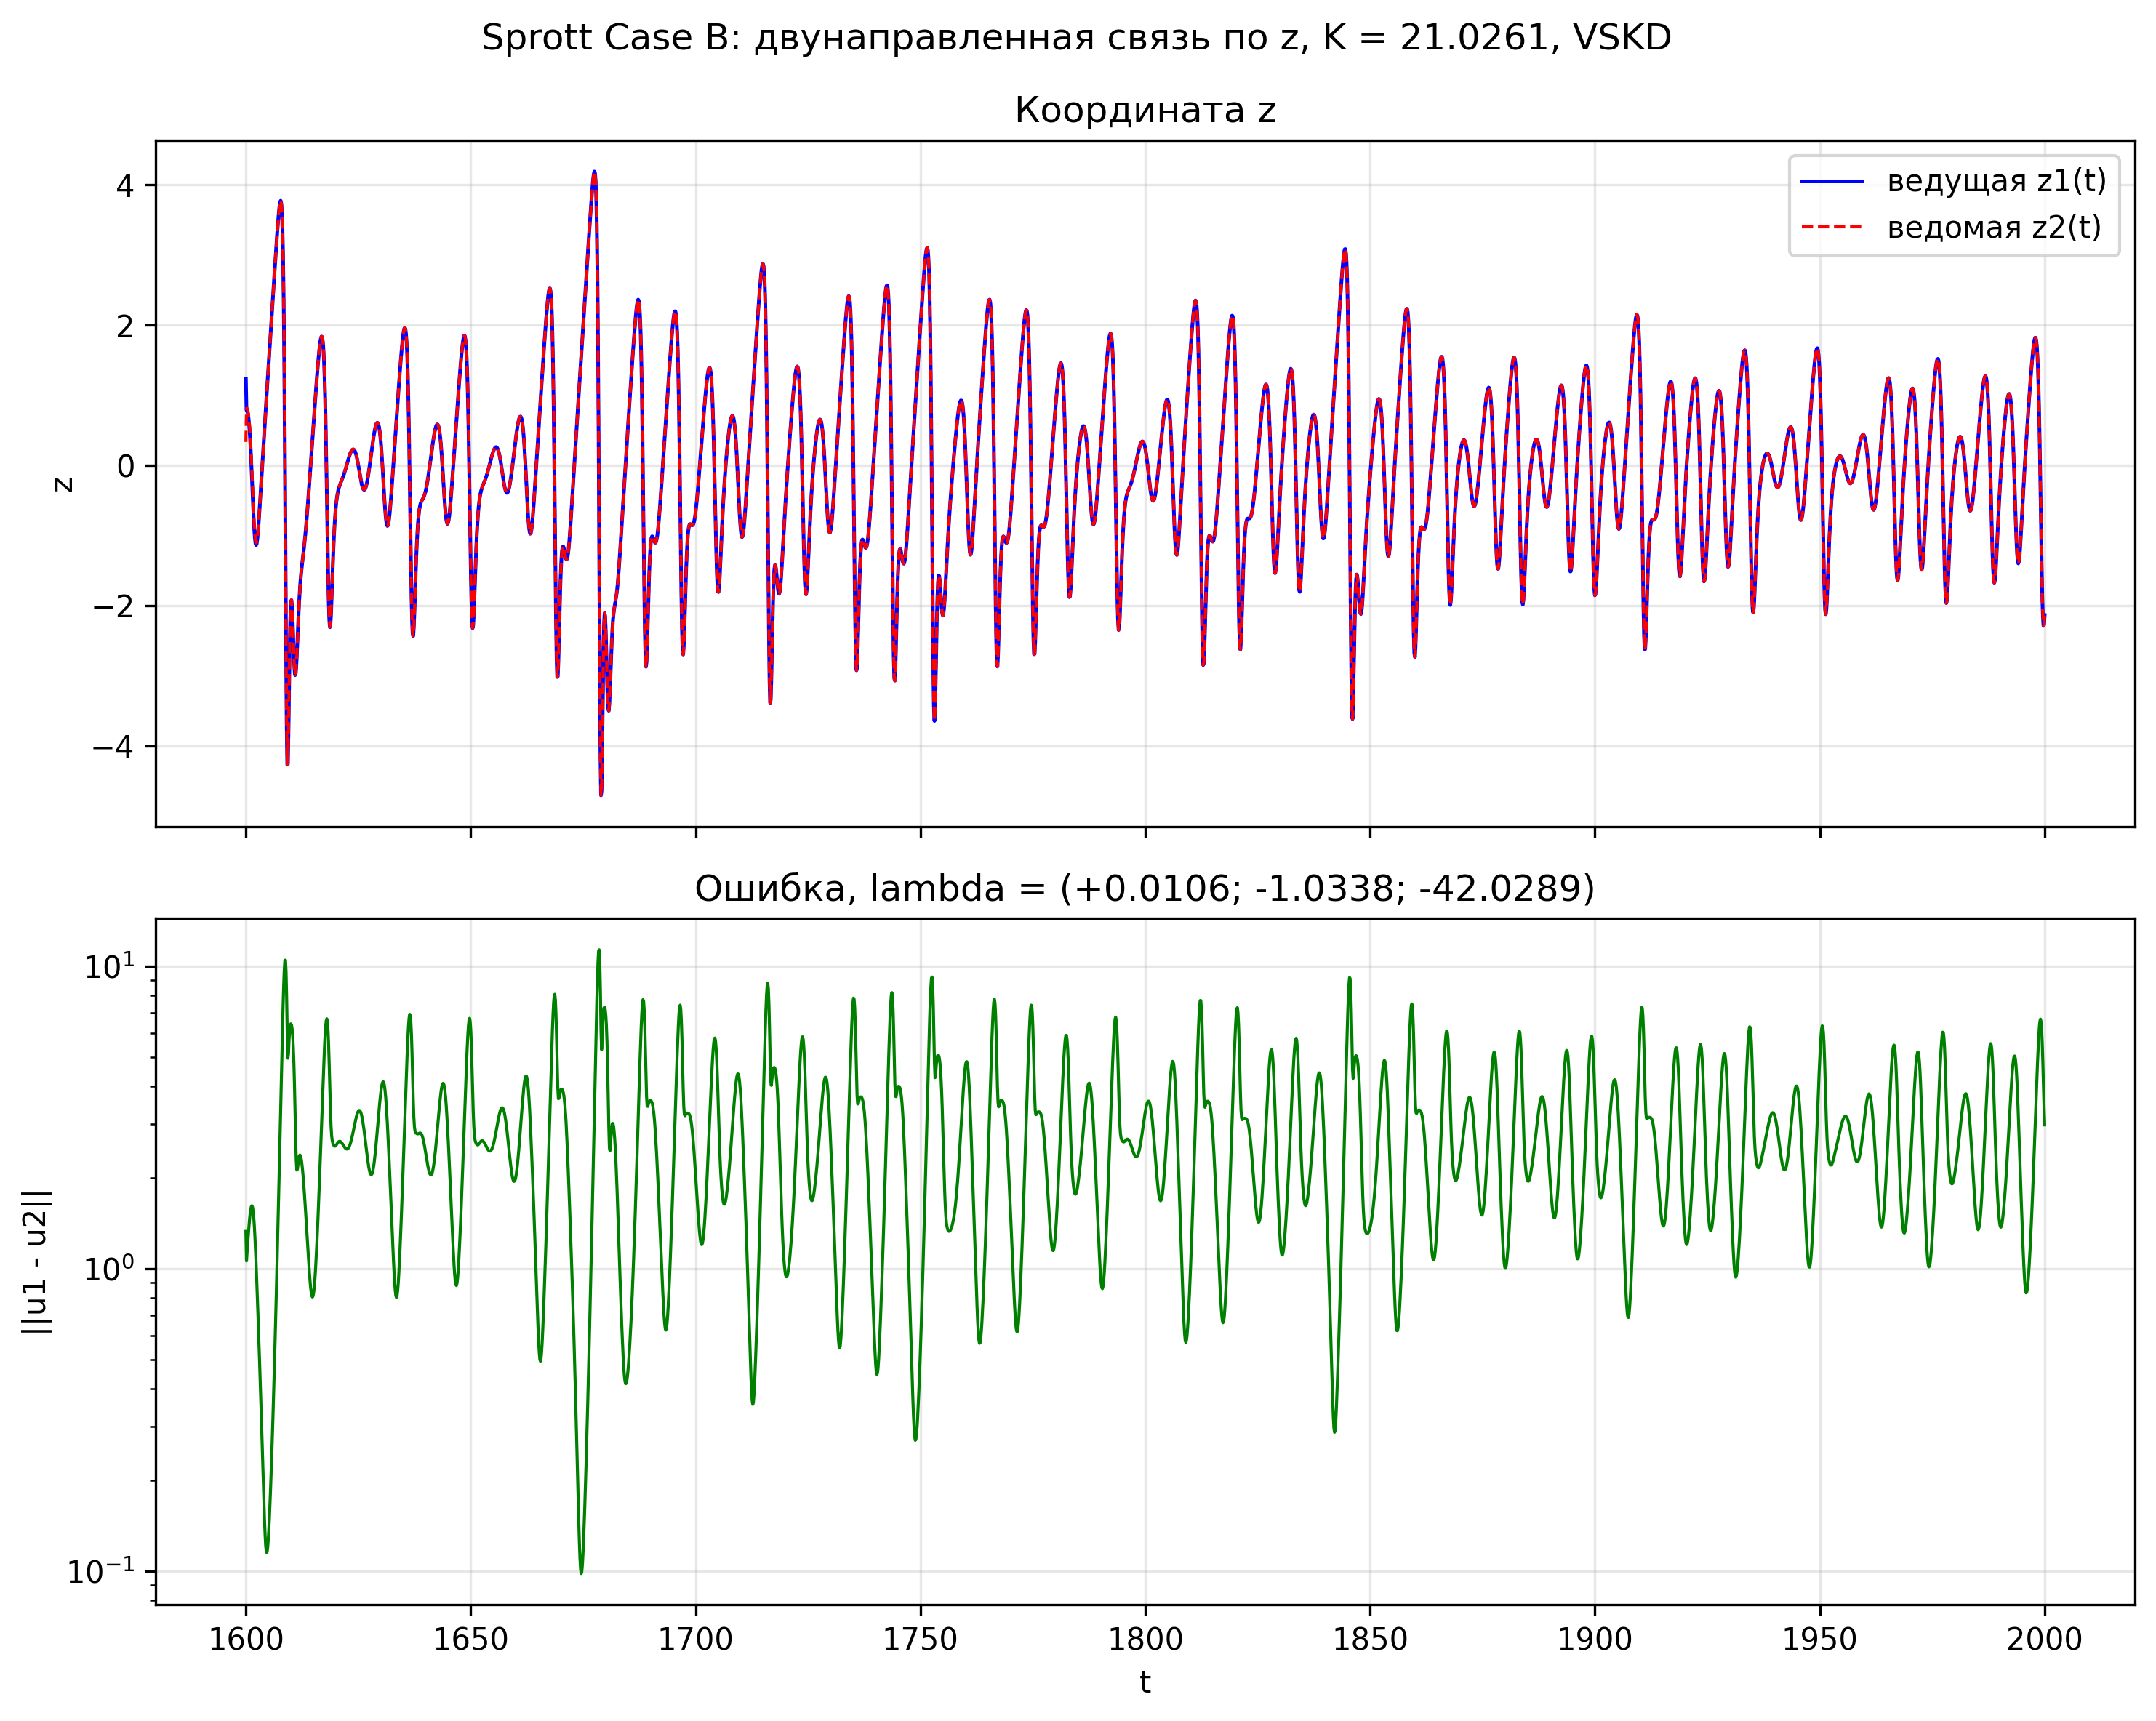 Sprott Case B: двунаправленная связь по z, K = 21.0261, VSKD
Координата z
ведущая z1(t)
ведомая z2(t)
4
2
0
−2
−4
z
Ошибка, lambda = (+0.0106; -1.0338; -42.0289)
10¹
10⁰
10⁻¹
||u1 - u2||
1600 1650 1700 1750 1800 1850 1900 1950 2000
t